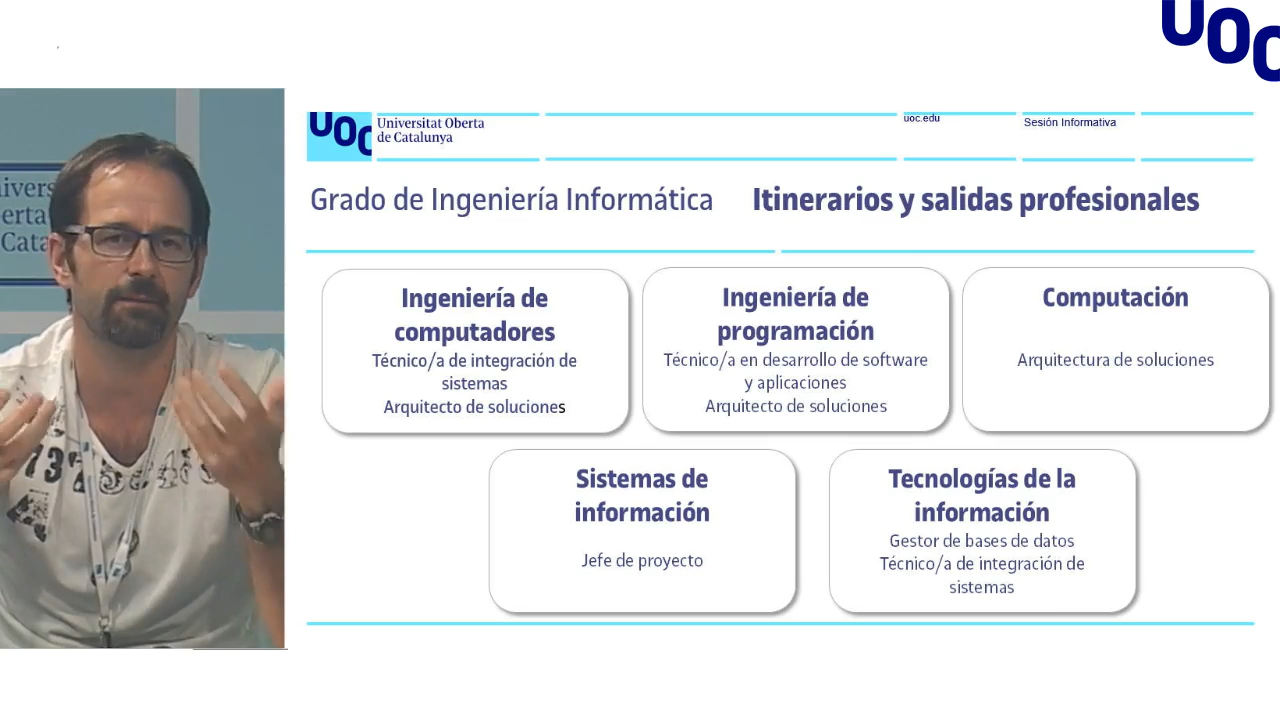 UOC
UOC
Universitat Oberta
de Catalunya
uoc.edu
Sesión Informativa
Grado de Ingeniería Informática
Itinerarios y salidas profesionales
Ingeniería de
computadores
Técnico/a de integración de
sistemas
Arquitecto de soluciones
Ingeniería de
programación
Técnico/a en desarrollo de software
y aplicaciones
Arquitecto de soluciones
Computación
Arquitectura de soluciones
Sistemas de
información
Jefe de proyecto
Tecnologías de la
información
Gestor de bases de datos
Técnico/a de integración de
sistemas